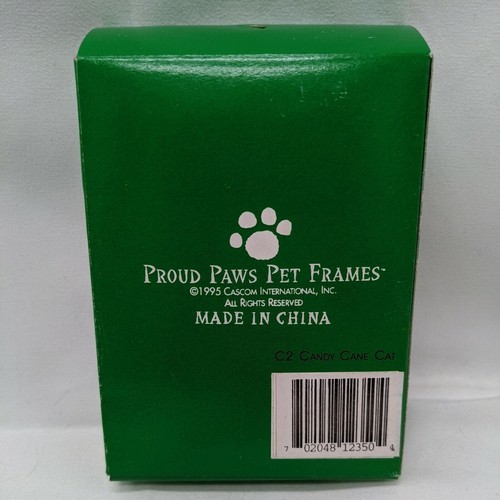 PROUD PAWS PET FRAMES™
©1995 CASCOM INTERNATIONAL, INC.
ALL RIGHTS RESERVED
MADE IN CHINA
C2 CANDY CANE CAT
7 02048 12350 4